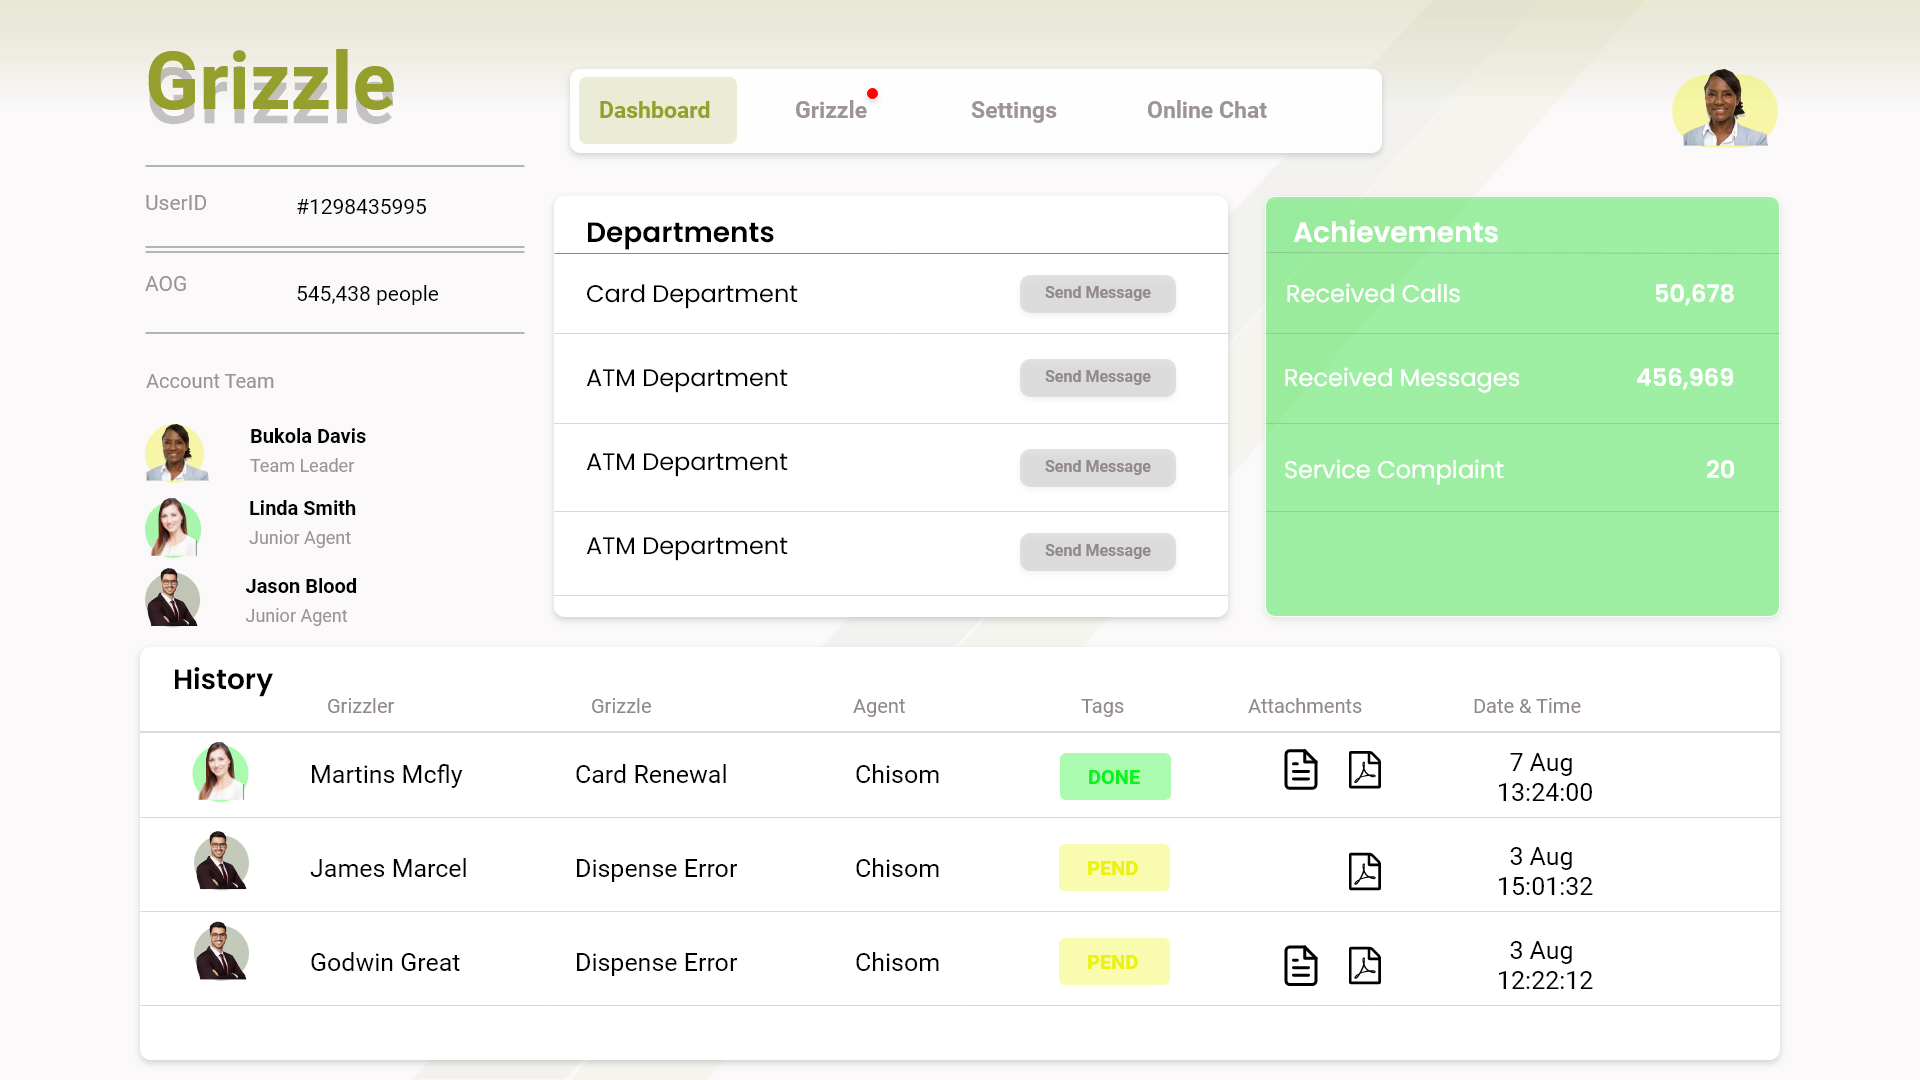 Grizzle
Dashboard
Grizzle
Settings
Online Chat
UserID
#1298435995
AOG
545,438 people
Account Team
Bukola Davis
Team Leader
Linda Smith
Junior Agent
Jason Blood
Junior Agent
Departments
Card Department
Send Message
ATM Department
Send Message
ATM Department
Send Message
ATM Department
Send Message
Achievements
Received Calls
50,678
Received Messages
456,969
Service Complaint
20
History
Grizzler
Grizzle
Agent
Tags
Attachments
Date & Time
Martins Mcfly
Card Renewal
Chisom
DONE
7 Aug
13:24:00
James Marcel
Dispense Error
Chisom
PEND
3 Aug
15:01:32
Godwin Great
Dispense Error
Chisom
PEND
3 Aug
12:22:12